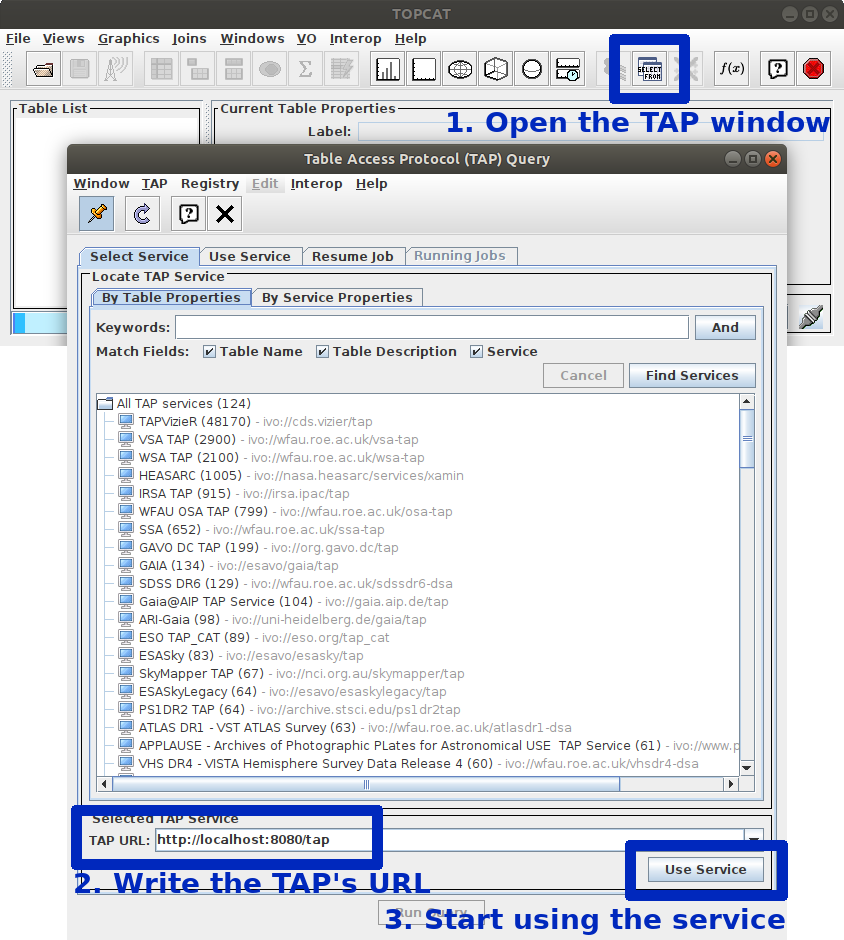 TOPCAT
File Views Graphics Joins Windows VO Interop Help
SELECT
FROM
f(x)
Table List
Current Table Properties
Label:
1. Open the TAP window
Table Access Protocol (TAP) Query
Window TAP Registry Edit Interop Help
Select Service Use Service Resume Job Running Jobs
Locate TAP Service
By Table Properties By Service Properties
Keywords: And
Match Fields: Table Name Table Description Service
Cancel Find Services
All TAP services (124)
TAPVizieR (48170) - ivo://cds.vizier/tap
VSA TAP (2900) - ivo://wfau.roe.ac.uk/vsa-tap
WSA TAP (2100) - ivo://wfau.roe.ac.uk/wsa-tap
HEASARC (1005) - ivo://nasa.heasarc/services/xamin
IRSA TAP (915) - ivo://irsa.ipac/tap
WFAU OSA TAP (799) - ivo://wfau.roe.ac.uk/osa-tap
SSA (652) - ivo://wfau.roe.ac.uk/ssa-tap
GAVO DC TAP (199) - ivo://org.gavo.dc/tap
GAIA (134) - ivo://esavo/gaia/tap
SDSS DR6 (129) - ivo://wfau.roe.ac.uk/sdssdr6-dsa
Gaia@AIP TAP Service (104) - ivo://gaia.aip.de/tap
ARI-Gaia (98) - ivo://uni-heidelberg.de/gaia/tap
ESO TAP_CAT (89) - ivo://eso.org/tap_cat
ESASky (83) - ivo://esavo/esasky/tap
SkyMapper TAP (67) - ivo://nci.org.au/skymapper/tap
ESASkyLegacy (64) - ivo://esavo/esaskylegacy/tap
PS1DR2 TAP (64) - ivo://archive.stsci.edu/ps1dr2tap
ATLAS DR1 - VST ATLAS Survey (63) - ivo://wfau.roe.ac.uk/atlasdr1-dsa
APPLAUSE - Archives of Photographic PLates for Astronomical USE TAP Service (61) - ivo://www.p
VHS DR4 - VISTA Hemisphere Survey Data Release 4 (60) - ivo://wfau.roe.ac.uk/vhsdr4-dsa
Selected TAP Service
TAP URL: http://localhost:8080/tap
Use Service
2. Write the TAP's URL
Run Query
3. Start using the service